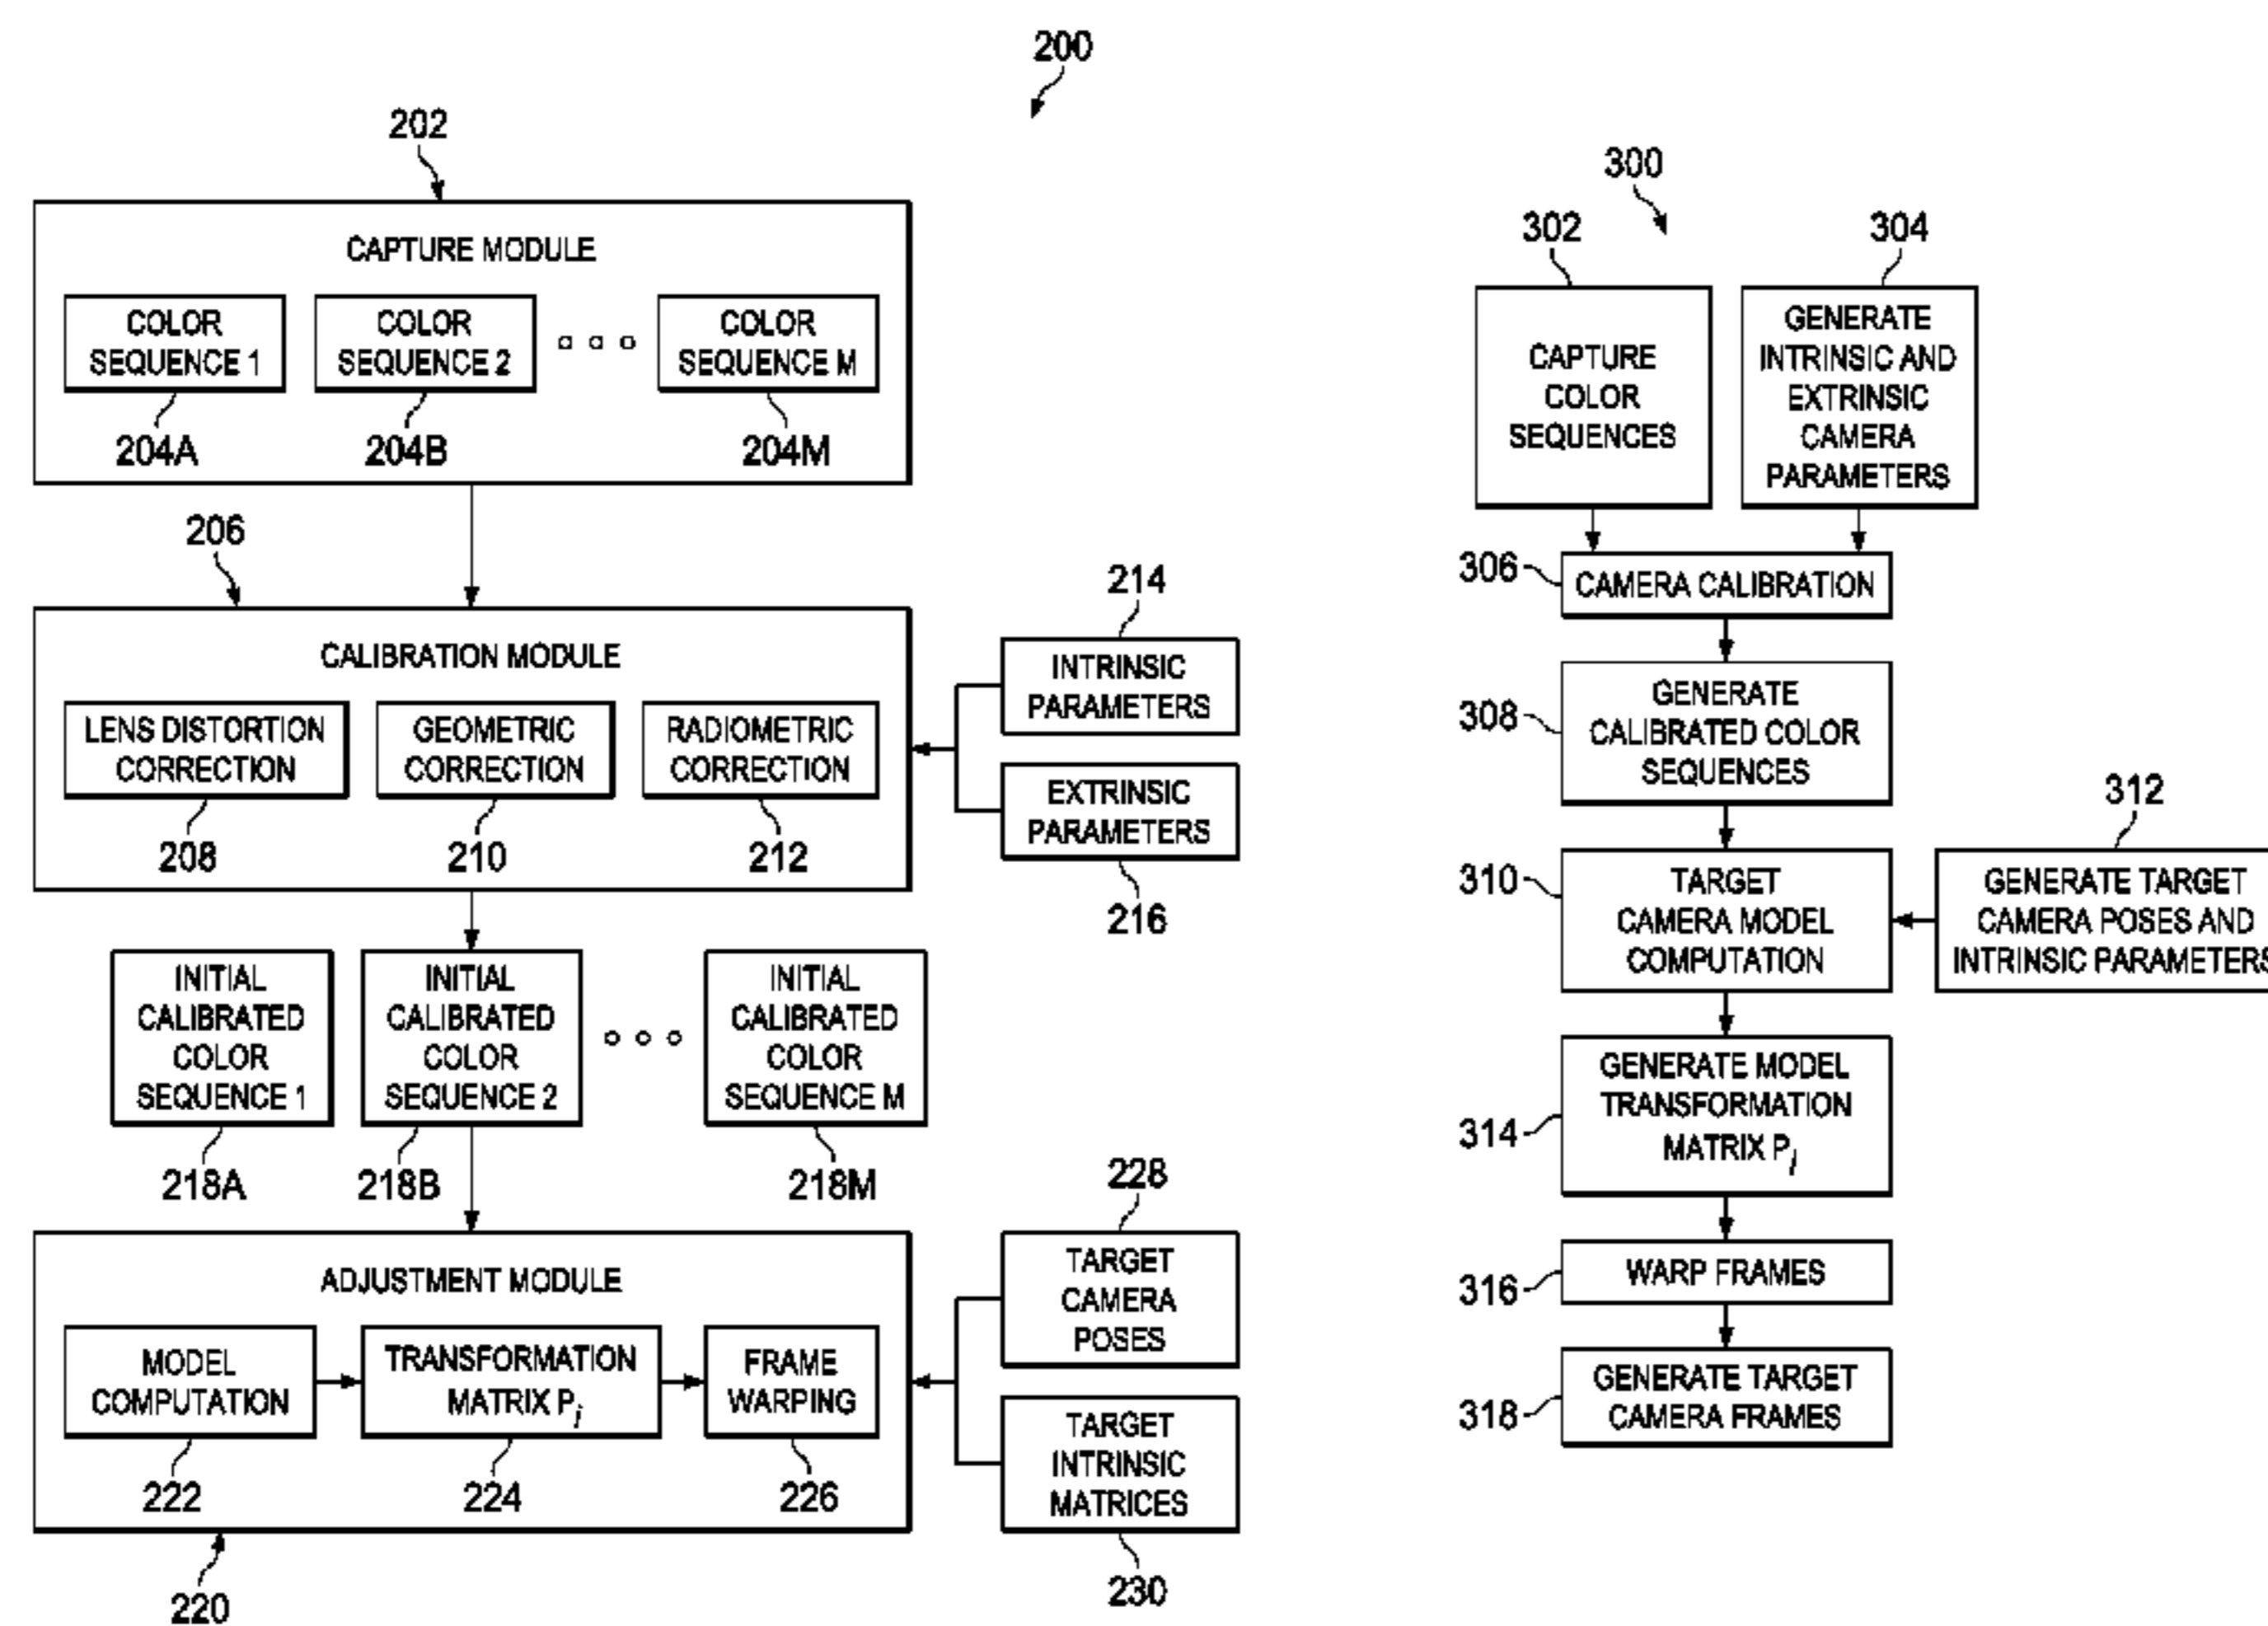 200
202
CAPTURE MODULE
COLOR
SEQUENCE 1
COLOR
SEQUENCE 2
COLOR
SEQUENCE M
204A
204B
204M
206
CALIBRATION MODULE
LENS DISTORTION
CORRECTION
GEOMETRIC
CORRECTION
RADIOMETRIC
CORRECTION
208
210
212
214
INTRINSIC
PARAMETERS
EXTRINSIC
PARAMETERS
216
INITIAL
CALIBRATED
COLOR
SEQUENCE 1
INITIAL
CALIBRATED
COLOR
SEQUENCE 2
INITIAL
CALIBRATED
COLOR
SEQUENCE M
218A
218B
218M
ADJUSTMENT MODULE
MODEL
COMPUTATION
TRANSFORMATION
MATRIX Pj
FRAME
WARPING
222
224
226
220
228
TARGET
CAMERA
POSES
TARGET
INTRINSIC
MATRICES
230
300
302
304
CAPTURE
COLOR
SEQUENCES
GENERATE
INTRINSIC AND
EXTRINSIC
CAMERA
PARAMETERS
306
CAMERA CALIBRATION
308
GENERATE
CALIBRATED COLOR
SEQUENCES
310
TARGET
CAMERA MODEL
COMPUTATION
312
GENERATE TARGET
CAMERA POSES AND
INTRINSIC PARAMETERS
314
GENERATE MODEL
TRANSFORMATION
MATRIX Pj
316
WARP FRAMES
318
GENERATE TARGET
CAMERA FRAMES